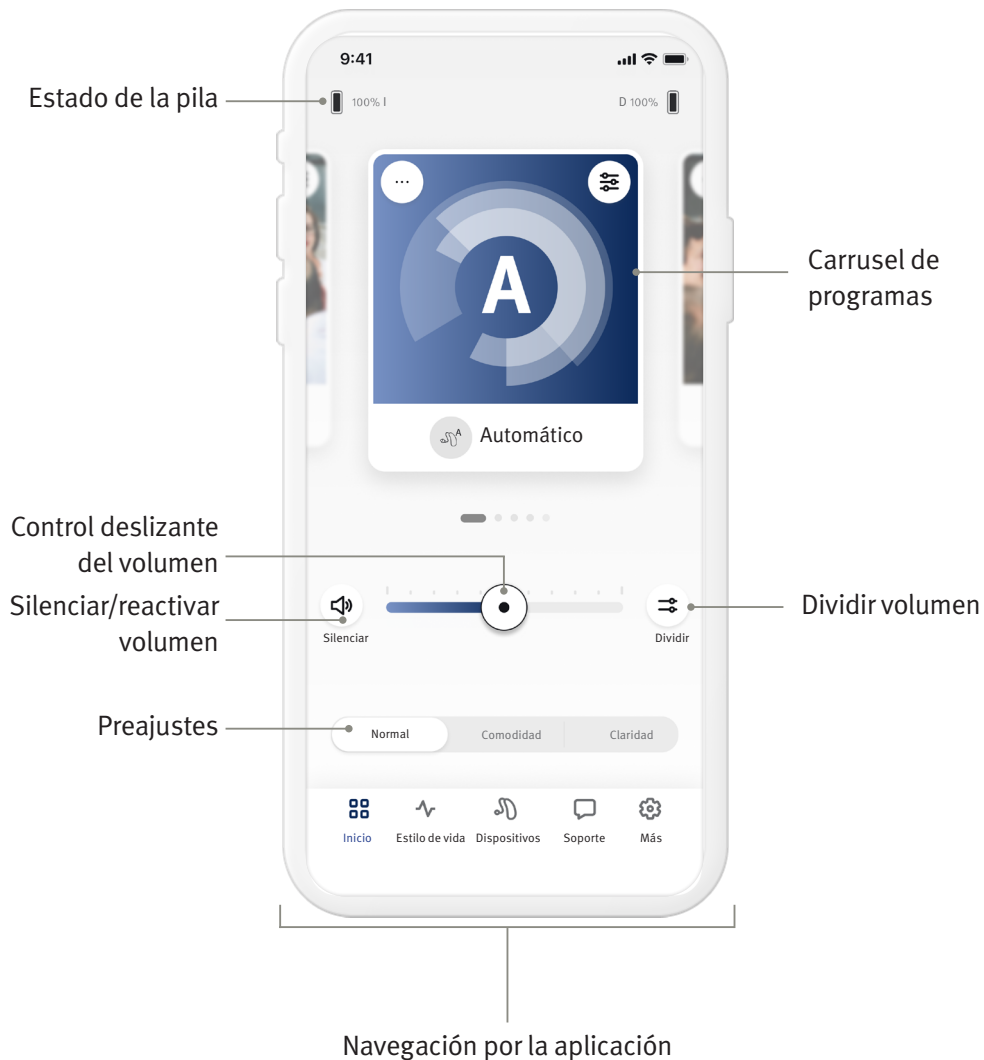 9:41
Estado de la pila
100% I
D 100%
A
Carrusel de
programas
A
Automático
Control deslizante
del volumen
Silenciar/reactivar
volumen
Silenciar
Dividir
Dividir volumen
Preajustes
Normal
Comodidad
Claridad
Inicio
Estilo de vida
Dispositivos
Soporte
Más
Navegación por la aplicación